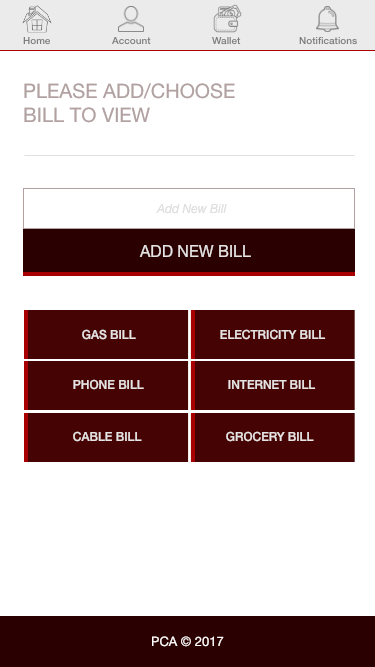 Home Account Wallet Notifications
PLEASE ADD/CHOOSE
BILL TO VIEW
Add New Bill
ADD NEW BILL
GAS BILL ELECTRICITY BILL
PHONE BILL INTERNET BILL
CABLE BILL GROCERY BILL
PCA © 2017